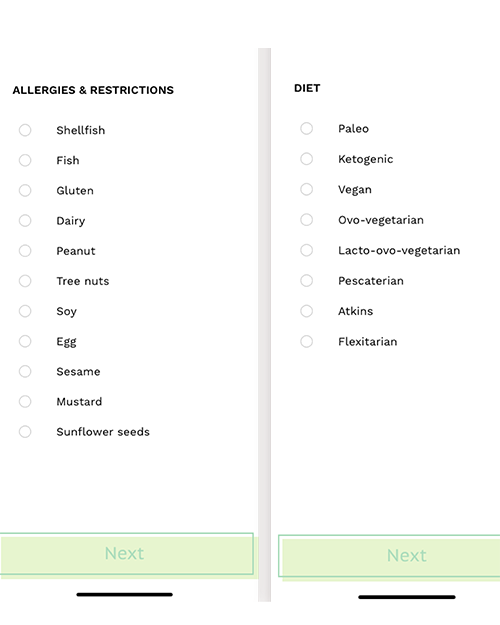 ALLERGIES & RESTRICTIONS
Shellfish
Fish
Gluten
Dairy
Peanut
Tree nuts
Soy
Egg
Sesame
Mustard
Sunflower seeds
Next
DIET
Paleo
Ketogenic
Vegan
Ovo-vegetarian
Lacto-ovo-vegetarian
Pescaterian
Atkins
Flexitarian
Next